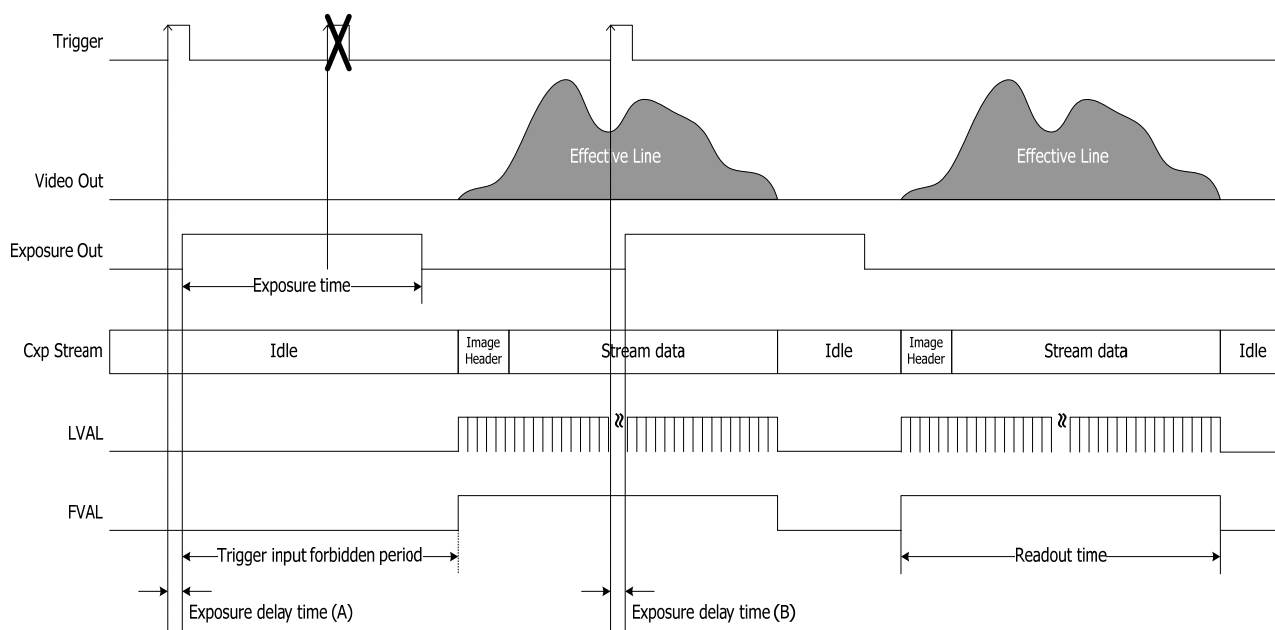 Trigger
Effective Line
Effective Line
Video Out
Exposure Out
Exposure time
Cxp Stream
Idle
Image
Header
Stream data
Idle
Image
Header
Stream data
Idle
LVAL
≈
≈
FVAL
Trigger input forbidden period
Readout time
Exposure delay time (A)
Exposure delay time (B)